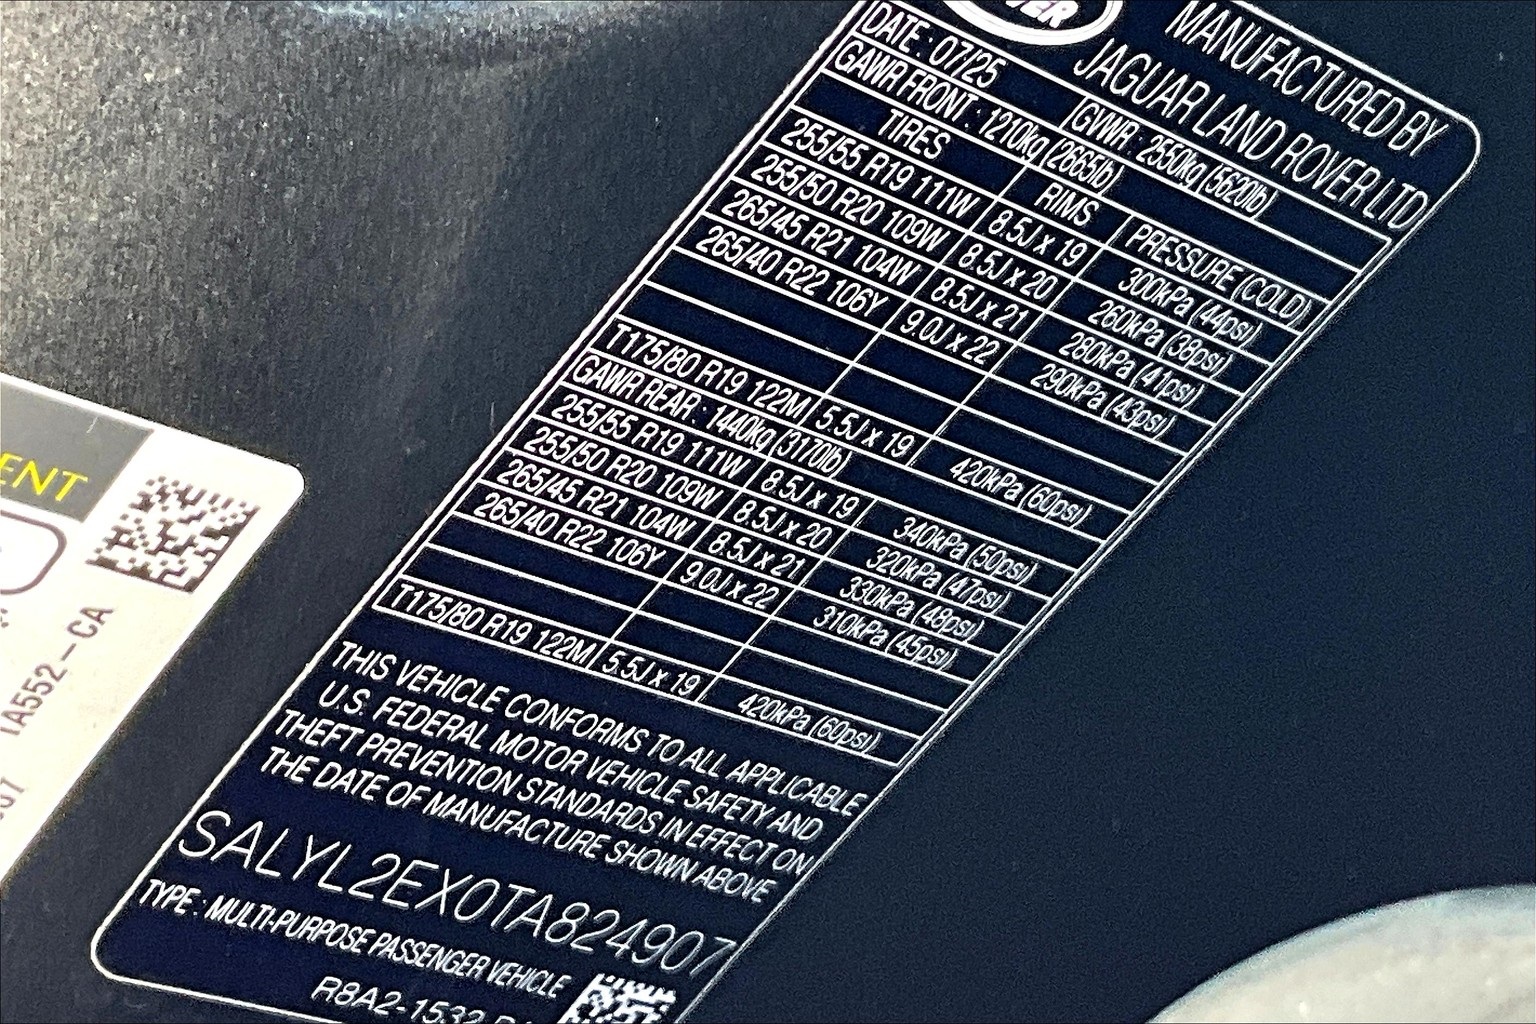 MANUFACTURED BY
JAGUAR LAND ROVER LTD
DATE : 07/25 GVWR : 2550kg (5620lb)
GAWR FRONT : 1210kg (2665lb)
TIRES RIMS PRESSURE (COLD)
255/55 R19 111W 8.5J x 19 300kPa (44psi)
255/50 R20 109W 8.5J x 20 260kPa (38psi)
265/45 R21 104W 8.5J x 21 280kPa (41psi)
265/40 R22 106Y 9.0J x 22 290kPa (43psi)
T175/80 R19 122M 5.5J x 19 420kPa (60psi)
GAWR REAR : 1440kg (3170lb)
255/55 R19 111W 8.5J x 19 340kPa (50psi)
255/50 R20 109W 8.5J x 20 320kPa (47psi)
265/45 R21 104W 8.5J x 21 330kPa (48psi)
265/40 R22 106Y 9.0J x 22 310kPa (45psi)
T175/80 R19 122M 5.5J x 19 420kPa (60psi)
THIS VEHICLE CONFORMS TO ALL APPLICABLE
U.S. FEDERAL MOTOR VEHICLE SAFETY AND
THEFT PREVENTION STANDARDS IN EFFECT ON
THE DATE OF MANUFACTURE SHOWN ABOVE
SALYL2EX0TA824907
TYPE : MULTI-PURPOSE PASSENGER VEHICLE
R8A2-1532
1A552-CA